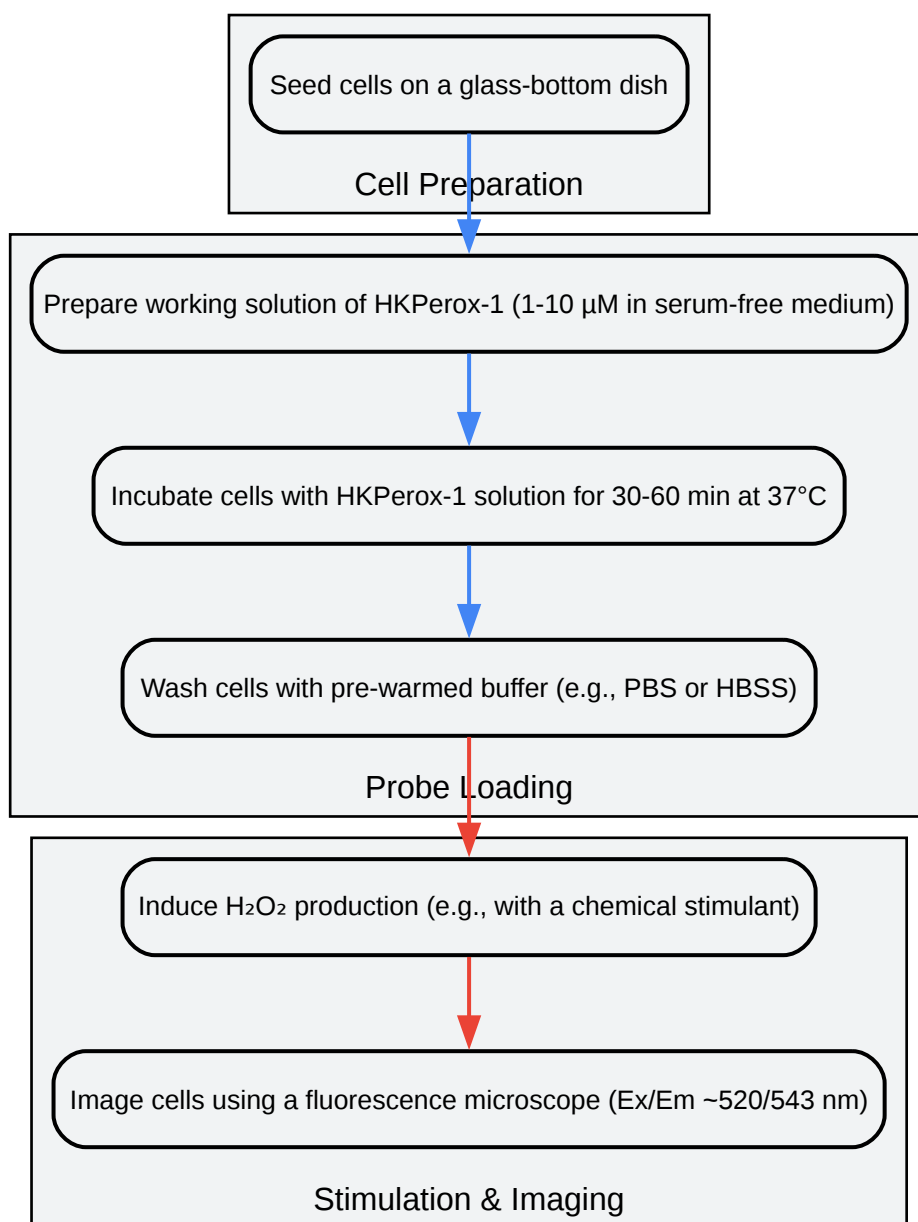 Seed cells on a glass-bottom dish
Cell Preparation
Prepare working solution of HKPerox-1 (1-10 µM in serum-free medium)
Incubate cells with HKPerox-1 solution for 30-60 min at 37°C
Wash cells with pre-warmed buffer (e.g., PBS or HBSS)
Probe Loading
Induce H₂O₂ production (e.g., with a chemical stimulant)
Image cells using a fluorescence microscope (Ex/Em ~520/543 nm)
Stimulation & Imaging